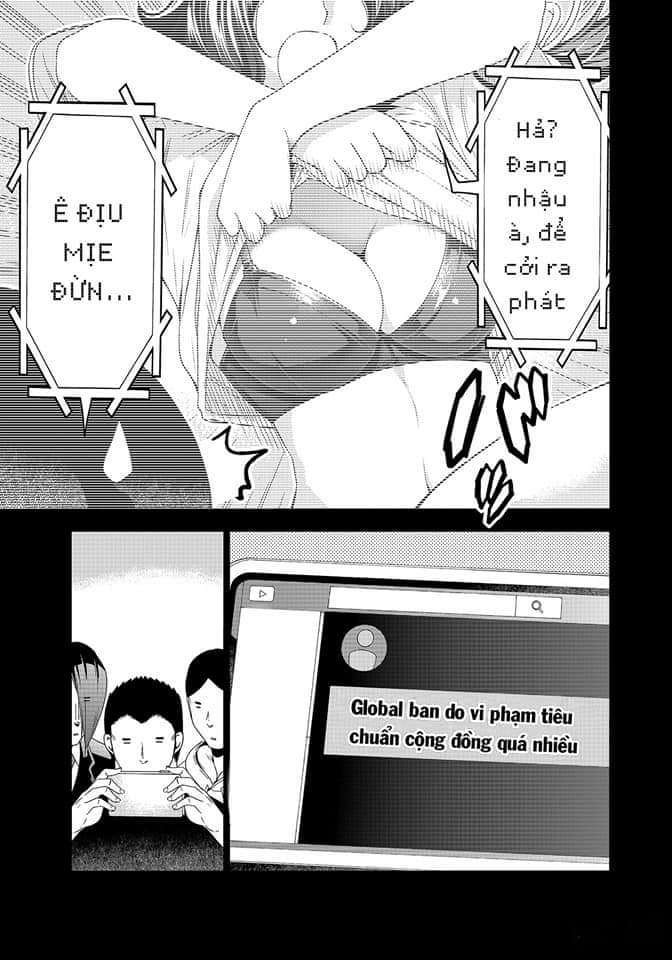 Hả?
Đang
nhậu
à, để
cởi ra
phát
Ê ĐỊU
MỊE
ĐỪN...
Global ban do vi phạm tiêu
chuẩn cộng đồng quá nhiều